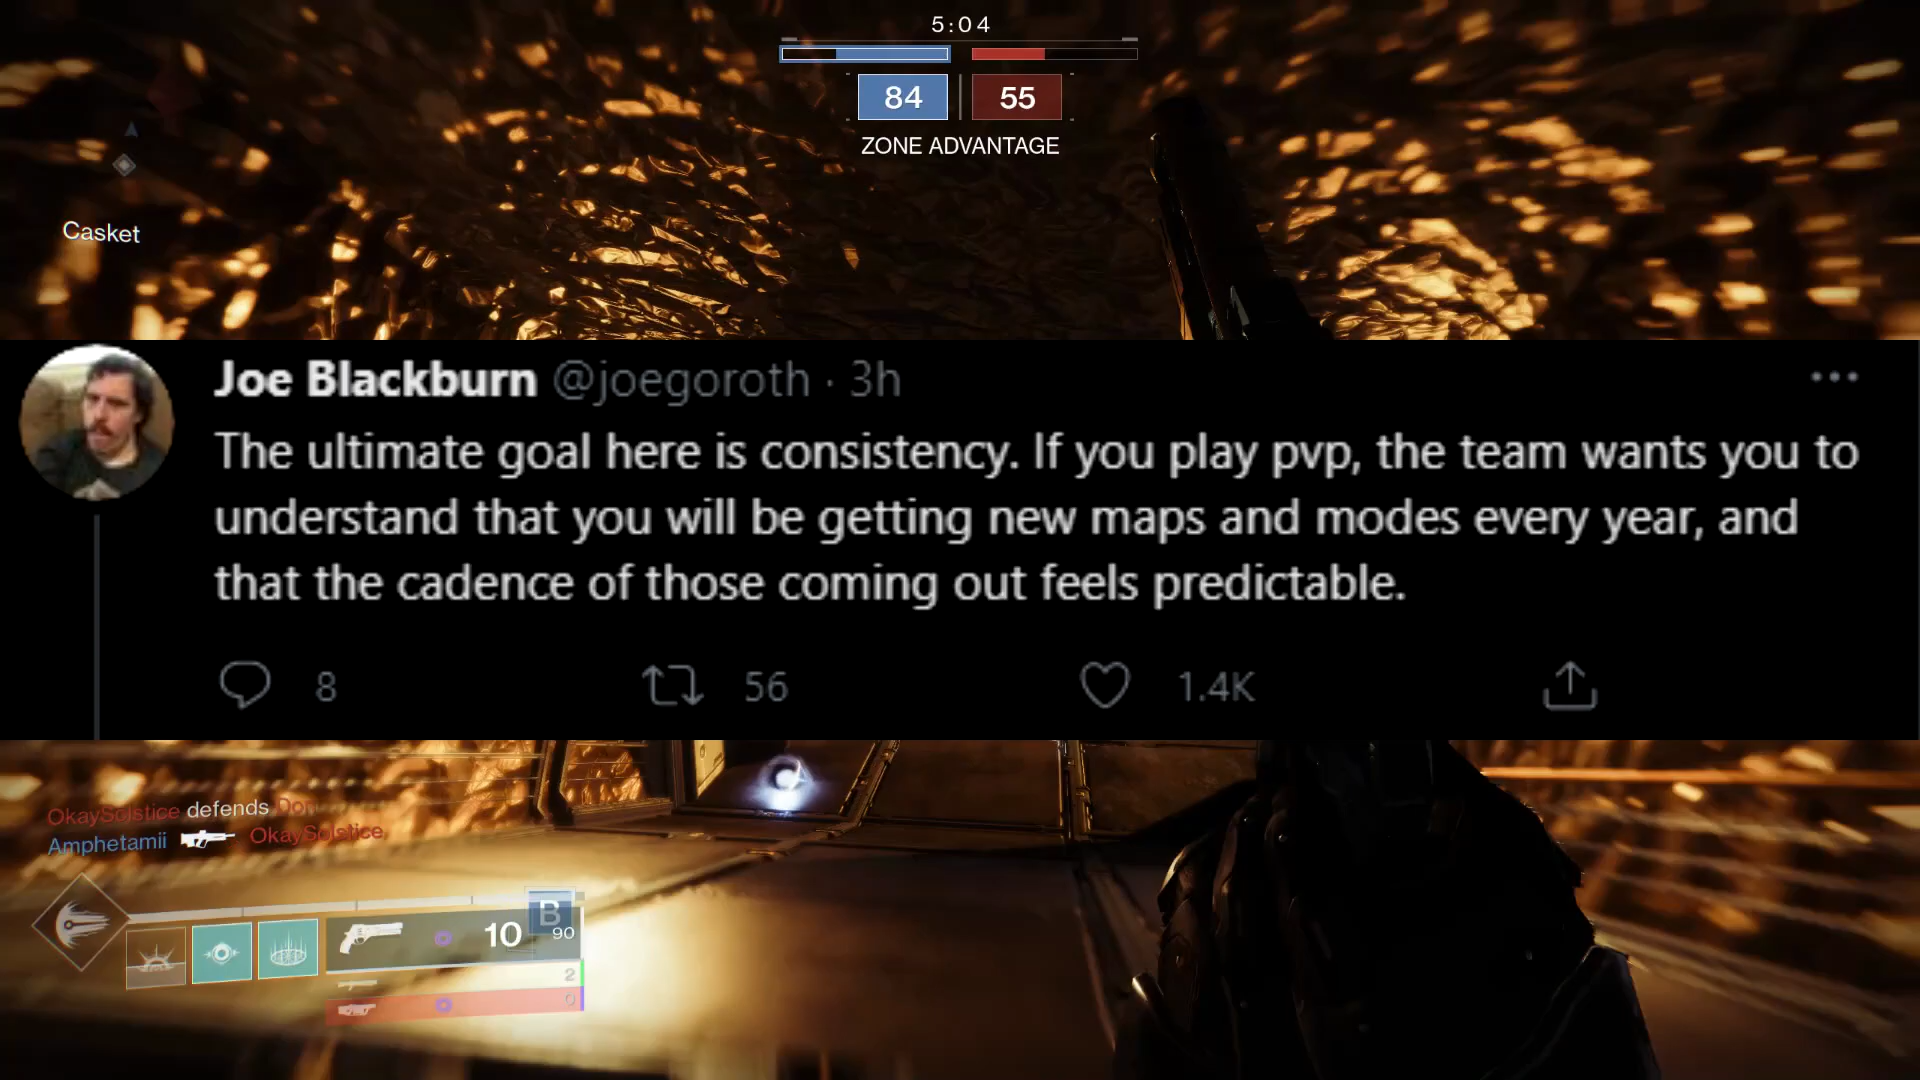 5:04
84 55
ZONE ADVANTAGE
Casket
Joe Blackburn @joegoroth · 3h
The ultimate goal here is consistency. If you play pvp, the team wants you to
understand that you will be getting new maps and modes every year, and
that the cadence of those coming out feels predictable.
8 56 1.4K
OkaySolstice defends
Amphetamii OkaySolstice
B
10 90
2
0